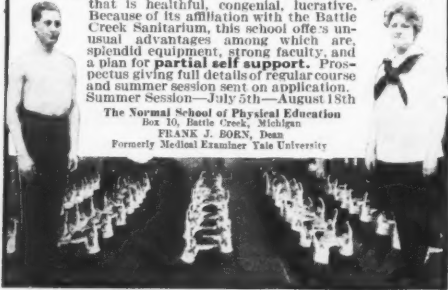 that is healthful, congenial, lucrative.
Because of its affiliation with the Battle
Creek Sanitarium, this school offers un-
usual advantages among which are,
splendid equipment, strong faculty, and
a plan for partial self support. Pros-
pectus giving full details of regular course
and summer session sent on application.
Summer Session—July 5th—August 18th
The Normal School of Physical Education
Box 10, Battle Creek, Michigan
FRANK J. BORN, Dean
Formerly Medical Examiner Yale University